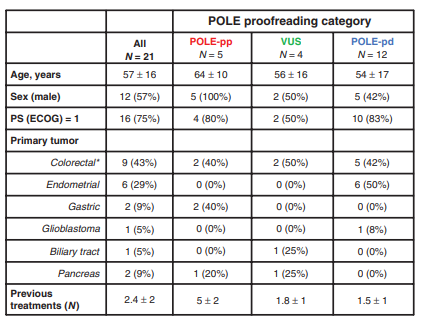 POLE proofreading category
All POLE-pp VUS POLE-pd
N = 21 N = 5 N = 4 N = 12
Age, years 57 ± 16 64 ± 10 56 ± 16 54 ± 17
Sex (male) 12 (57%) 5 (100%) 2 (50%) 5 (42%)
PS (ECOG) = 1 16 (75%) 4 (80%) 2 (50%) 10 (83%)
Primary tumor
Colorectal* 9 (43%) 2 (40%) 2 (50%) 5 (42%)
Endometrial 6 (29%) 0 (0%) 0 (0%) 6 (50%)
Gastric 2 (9%) 2 (40%) 0 (0%) 0 (0%)
Glioblastoma 1 (5%) 0 (0%) 0 (0%) 1 (8%)
Biliary tract 1 (5%) 0 (0%) 1 (25%) 0 (0%)
Pancreas 2 (9%) 1 (20%) 1 (25%) 0 (0%)
Previous
treatments (N) 2.4 ± 2 5 ± 2 1.8 ± 1 1.5 ± 1